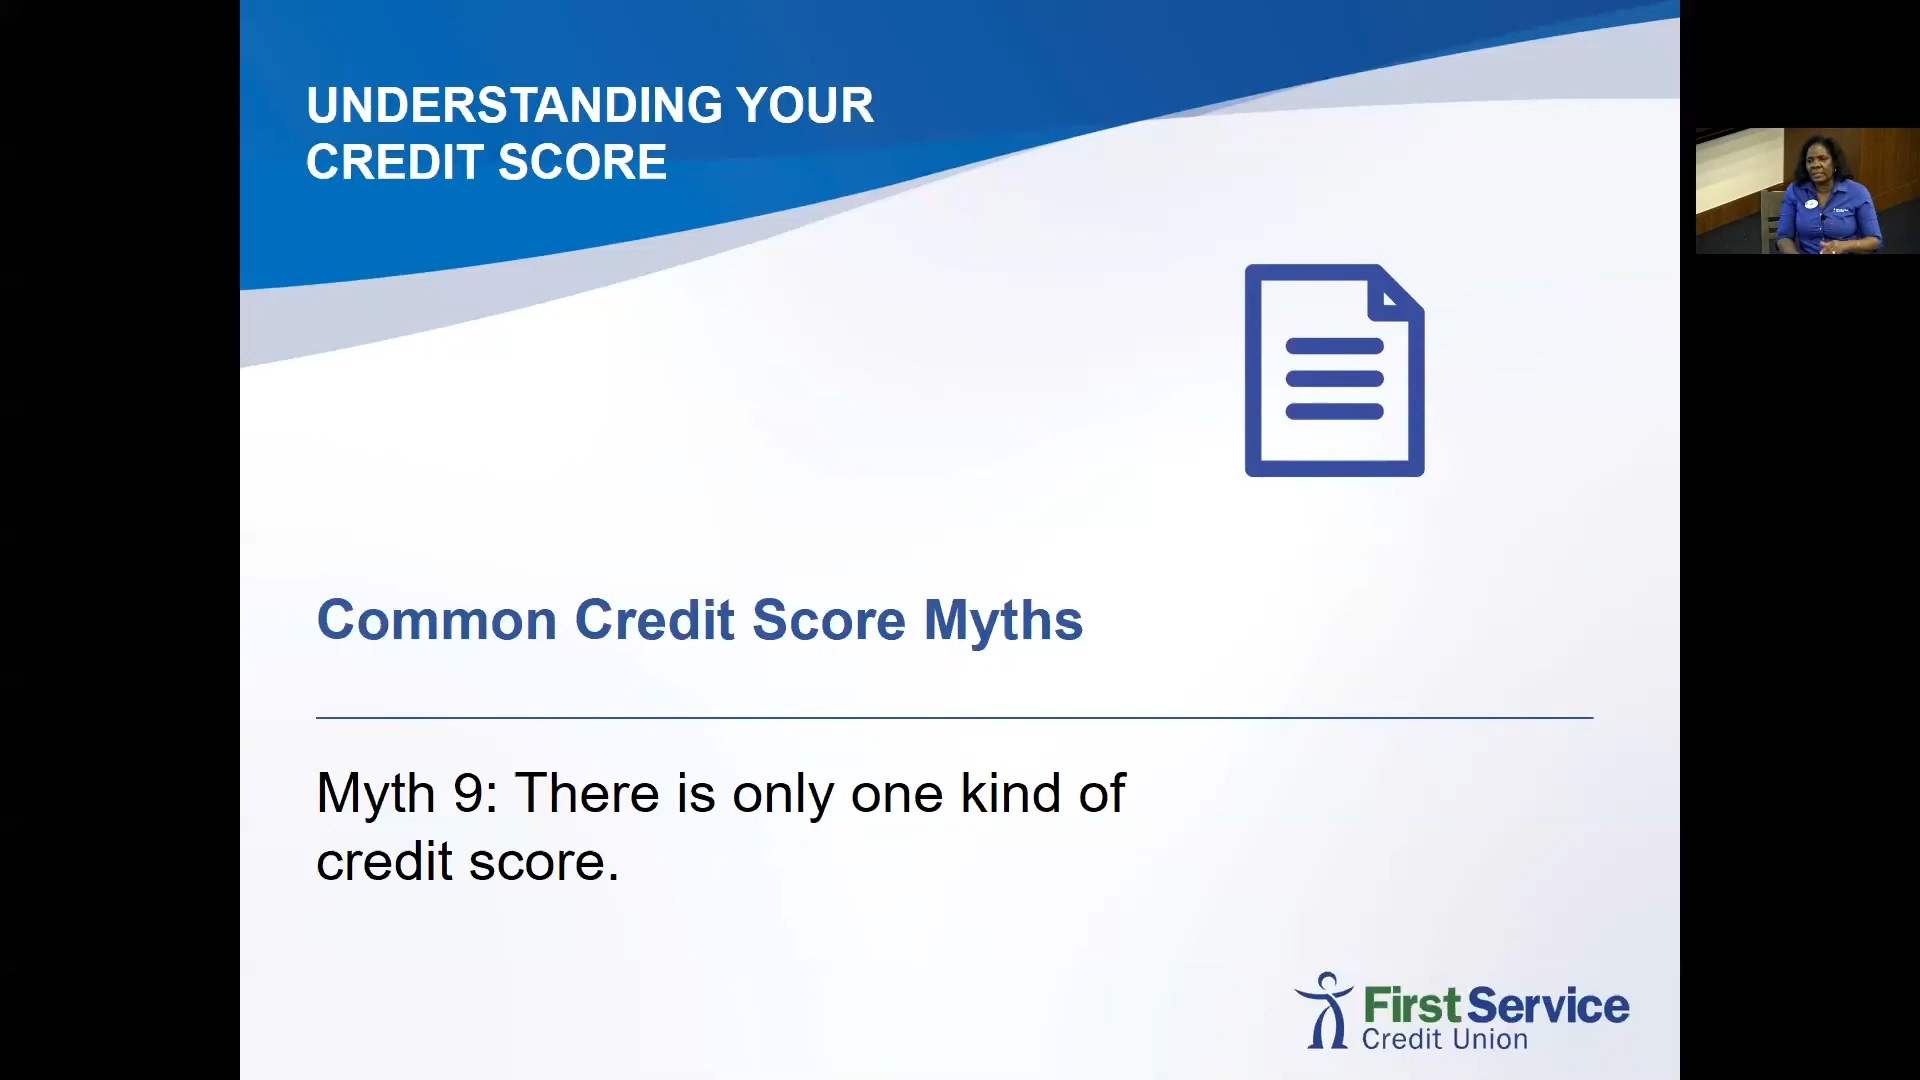 UNDERSTANDING YOUR
CREDIT SCORE
Common Credit Score Myths
Myth 9: There is only one kind of
credit score.
First Service
Credit Union